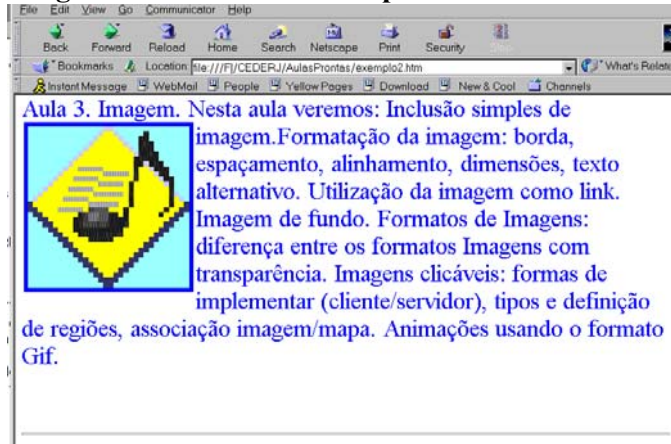 File Edit View Go Communicator Help
Back Forward Reload Home Search Netscape Print Security
Bookmarks Location: file:///F|/CEDERJ/AulasProntas/exemplo2.htm What's Relate
Instant Message WebMail People Yellow Pages Download New & Cool Channels
Aula 3. Imagem. Nesta aula veremos: Inclusão simples de
imagem.Formatação da imagem: borda,
espaçamento, alinhamento, dimensões, texto
alternativo. Utilização da imagem como link.
Imagem de fundo. Formatos de Imagens:
diferença entre os formatos Imagens com
transparência. Imagens clicáveis: formas de
implementar (cliente/servidor), tipos e definição
de regiões, associação imagem/mapa. Animações usando o formato
Gif.